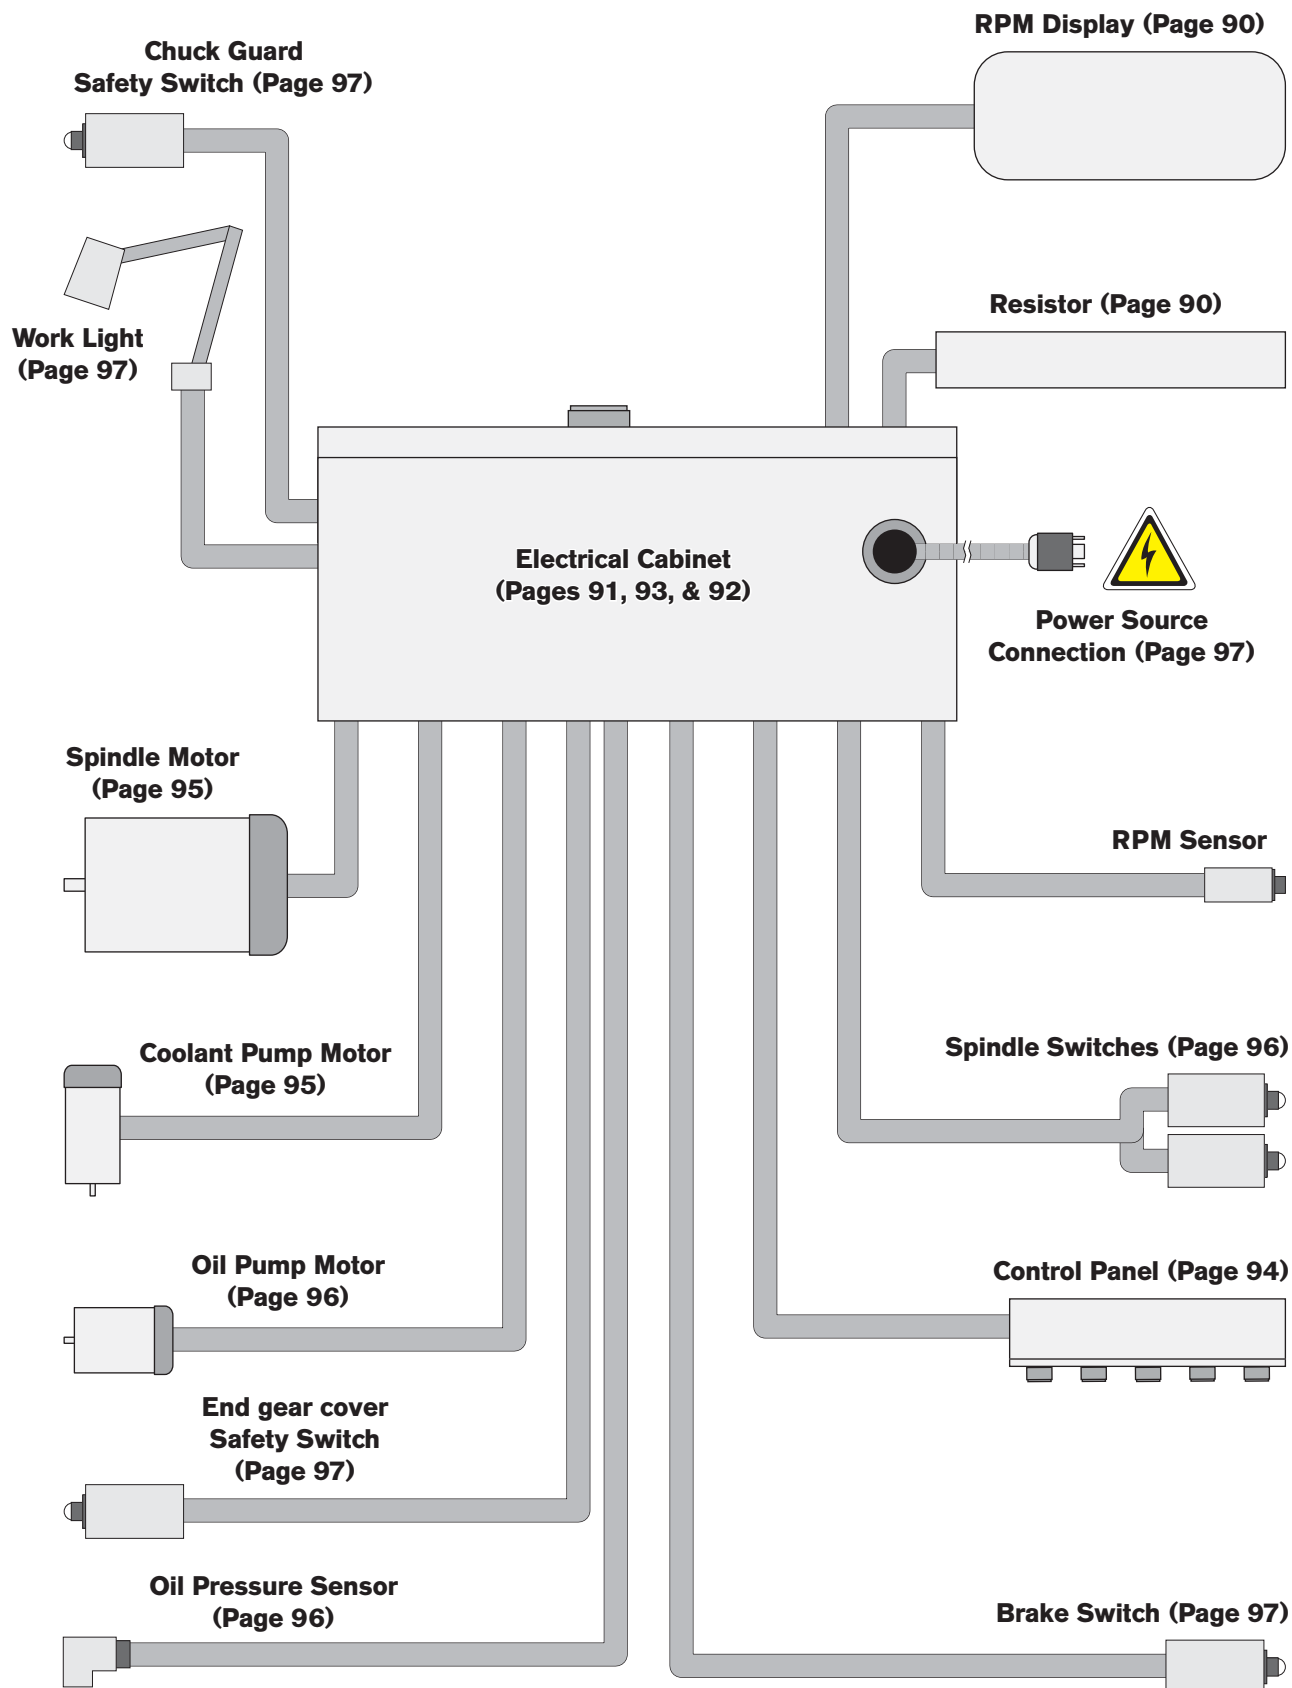 RPM Display (Page 90)
Chuck Guard
Safety Switch (Page 97)
Resistor (Page 90)
Work Light
(Page 97)
Electrical Cabinet
(Pages 91, 93, & 92)
Power Source
Connection (Page 97)
Spindle Motor
(Page 95)
RPM Sensor
Coolant Pump Motor
(Page 95)
Spindle Switches (Page 96)
Oil Pump Motor
(Page 96)
Control Panel (Page 94)
End gear cover
Safety Switch
(Page 97)
Oil Pressure Sensor
(Page 96)
Brake Switch (Page 97)